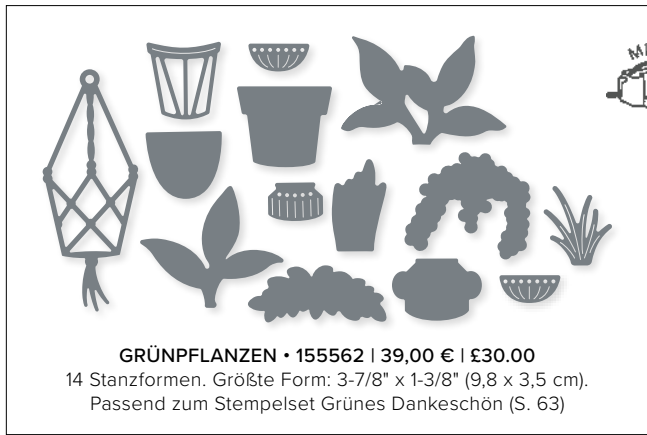 GRÜNPFLANZEN • 155562 | 39,00 € | £30.00
14 Stanzformen. Größte Form: 3-7/8" x 1-3/8" (9,8 x 3,5 cm).
Passend zum Stempelset Grünes Dankeschön (S. 63)